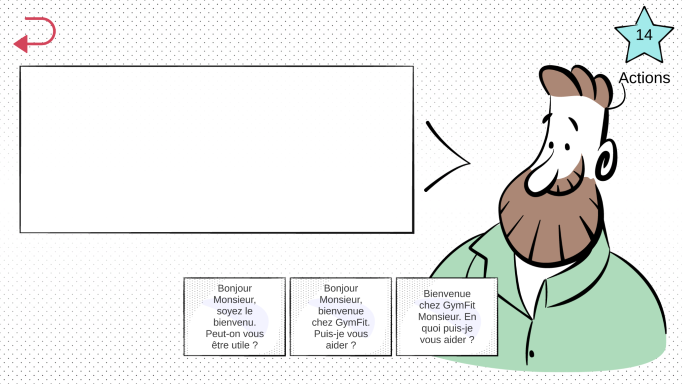 14
Actions
Bonjour
Monsieur,
soyez le
bienvenu.
Peut-on vous
être utile ?
Bonjour
Monsieur,
bienvenue
chez GymFit.
Puis-je vous
aider ?
Bienvenue
chez GymFit
Monsieur. En
quoi puis-je
vous aider ?